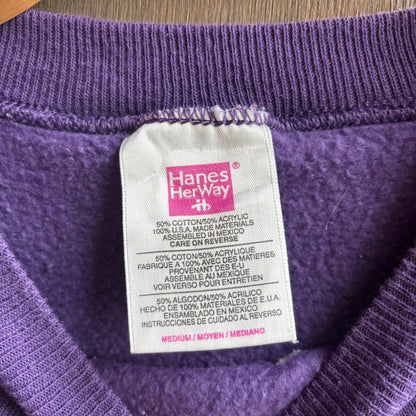 Hanes
HerWay
®
50% COTTON/50% ACRYLIC
100% U.S.A. MADE MATERIALS
ASSEMBLED IN MEXICO
CARE ON REVERSE
50% COTON/50% ACRYLIQUE
FABRIQUE A 100% AVEC DES MATIERES
PROVENANT DES E-U
ASSEMBLE AU MEXIQUE
VOIR VERSO POUR ENTRETIEN
50% ALGODON/50% ACRILICO
HECHO DE 100% MATERIALES DE E.U.A.
ENSAMBLADO EN MEXICO
INSTRUCCIONES DE CUIDADO AL REVERSO
MEDIUM / MOYEN / MEDIANO